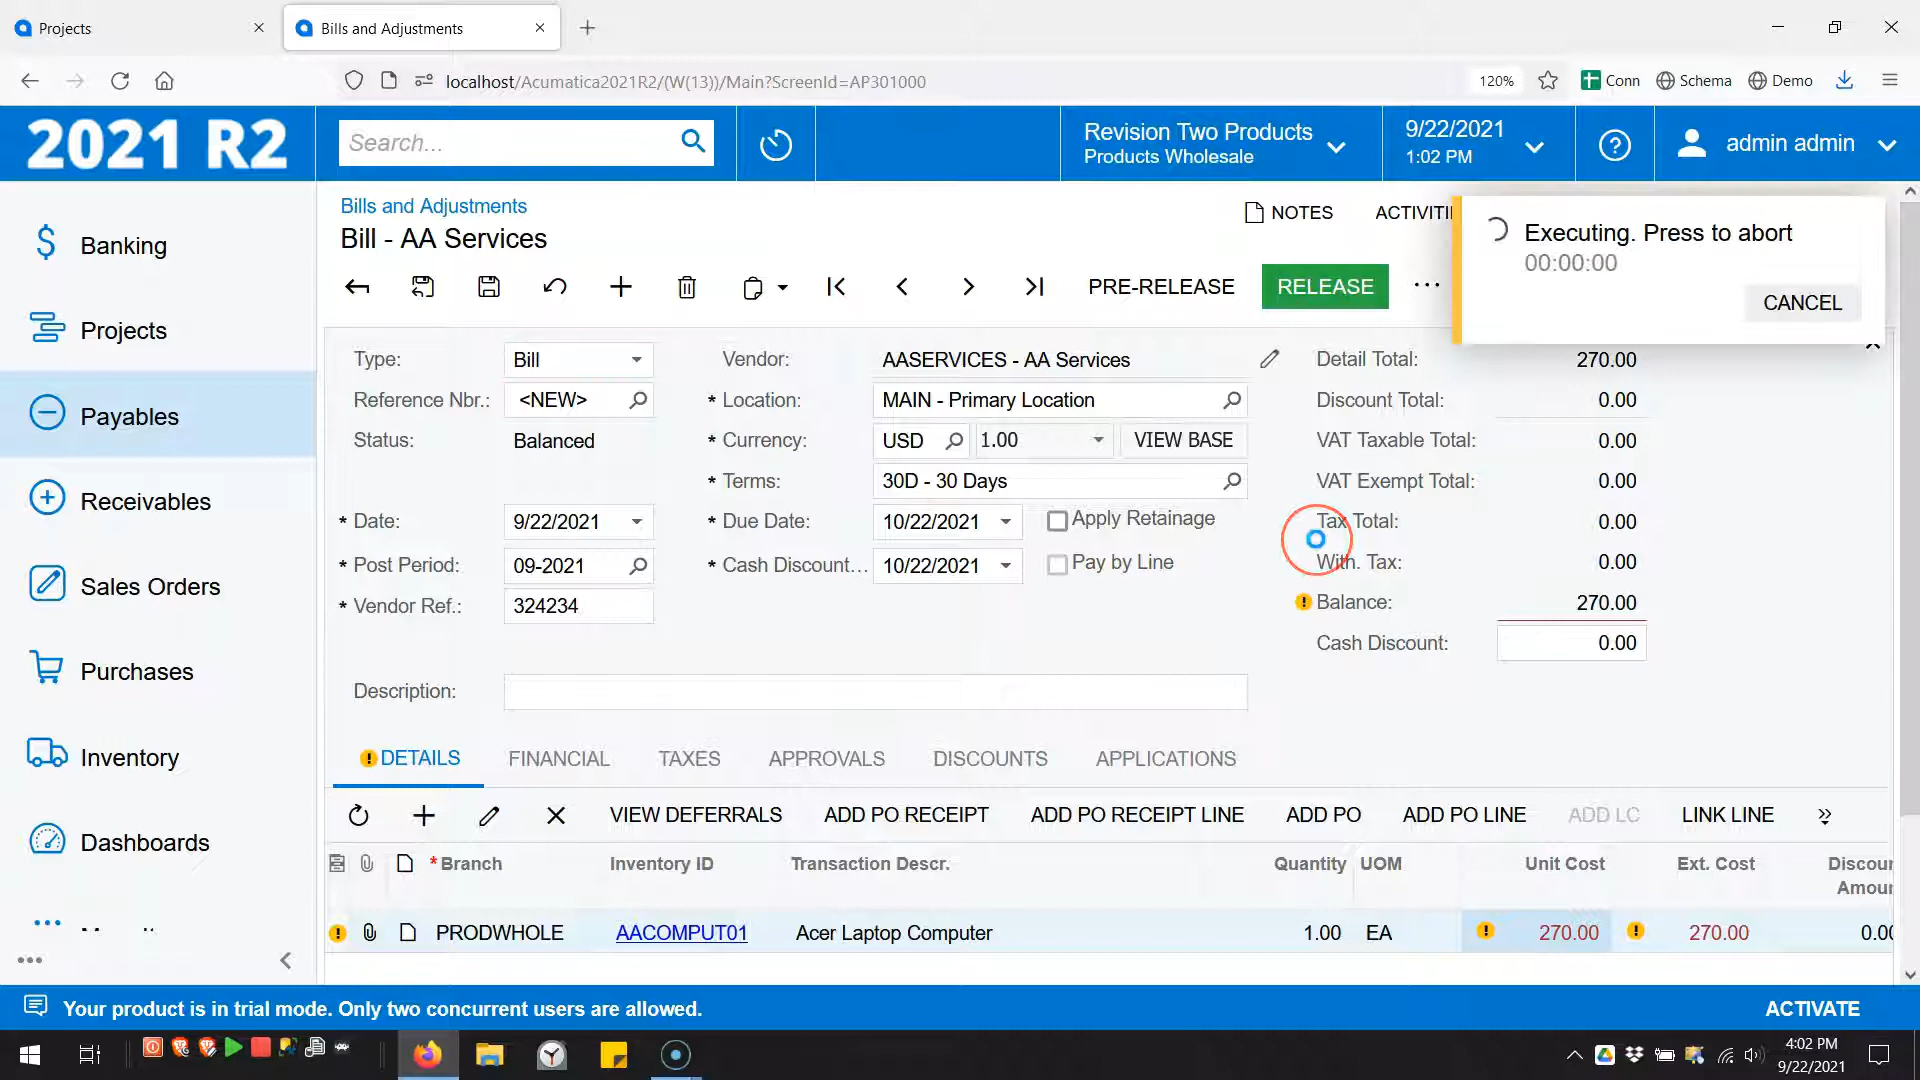 Projects
Bills and Adjustments
localhost/Acumatica2021R2/(W(13))/Main?ScreenId=AP301000
120%
Conn
Schema
Demo
2021 R2
Search...
Revision Two Products
Products Wholesale
9/22/2021
1:02 PM
admin admin
Banking
Projects
Payables
Receivables
Sales Orders
Purchases
Inventory
Dashboards
Bills and Adjustments
Bill - AA Services
NOTES
Executing. Press to abort
00:00:00
CANCEL
PRE-RELEASE
RELEASE
Type: Bill
Vendor: AASERVICES - AA Services
Detail Total: 270.00
Reference Nbr.: <NEW>
* Location: MAIN - Primary Location
Discount Total: 0.00
Status: Balanced
* Currency: USD 1.00 VIEW BASE
VAT Taxable Total: 0.00
* Terms: 30D - 30 Days
VAT Exempt Total: 0.00
* Date: 9/22/2021
* Due Date: 10/22/2021
Apply Retainage
Tax Total: 0.00
* Post Period: 09-2021
* Cash Discount... 10/22/2021
Pay by Line
With. Tax: 0.00
* Vendor Ref.: 324234
Balance: 270.00
Cash Discount: 0.00
Description:
DETAILS FINANCIAL TAXES APPROVALS DISCOUNTS APPLICATIONS
VIEW DEFERRALS ADD PO RECEIPT ADD PO RECEIPT LINE ADD PO ADD PO LINE ADD LC LINK LINE
* Branch Inventory ID Transaction Descr. Quantity UOM Unit Cost Ext. Cost
PRODWHOLE AACOMPUT01 Acer Laptop Computer 1.00 EA 270.00 270.00 0.00
Your product is in trial mode. Only two concurrent users are allowed.
ACTIVATE
4:02 PM
9/22/2021